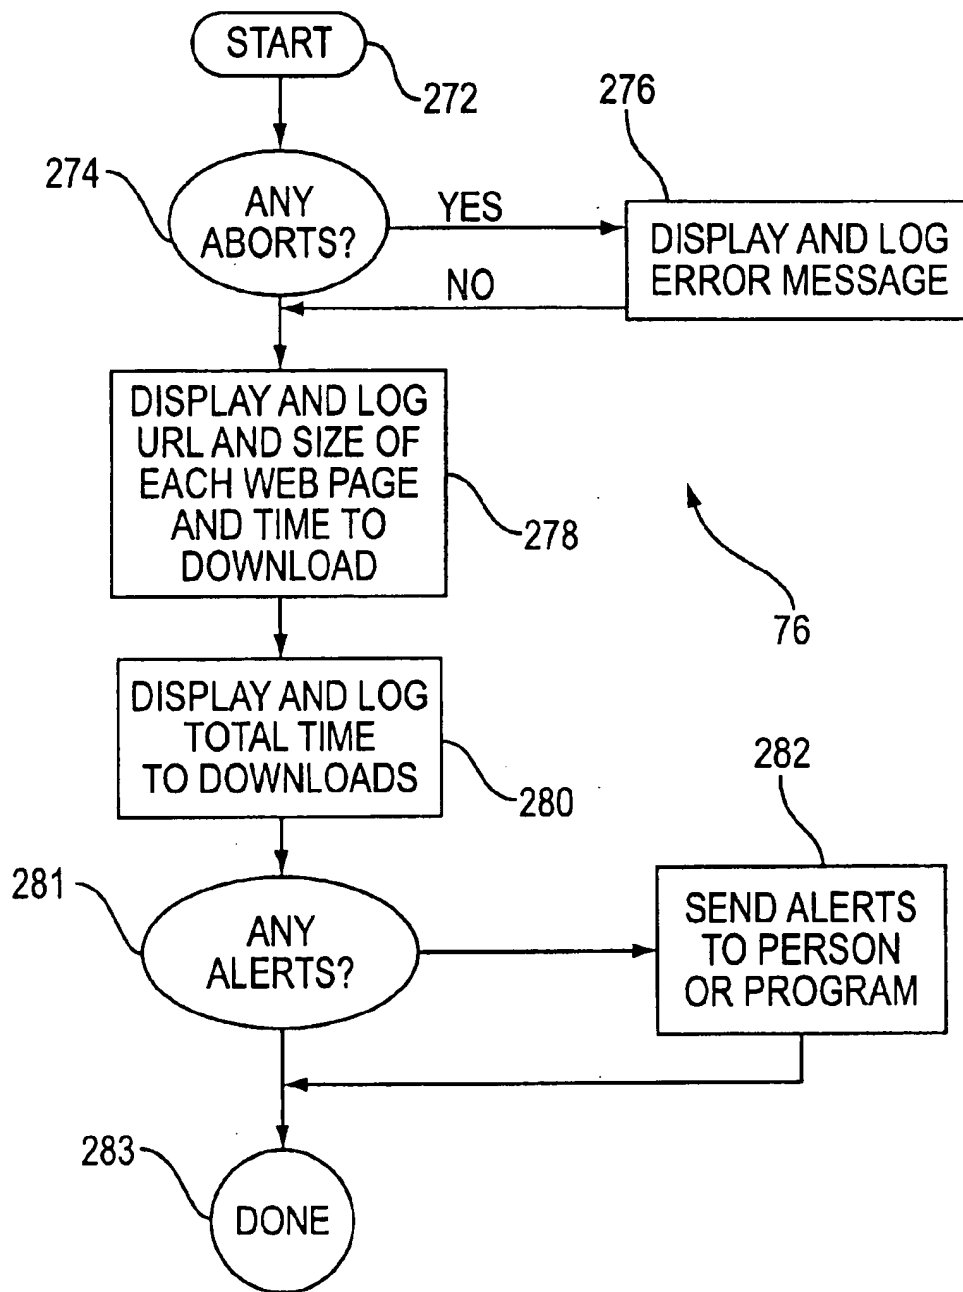 START
272
276
274
ANY
ABORTS?
YES
DISPLAY AND LOG
ERROR MESSAGE
NO
DISPLAY AND LOG
URL AND SIZE OF
EACH WEB PAGE
AND TIME TO
DOWNLOAD
278
76
DISPLAY AND LOG
TOTAL TIME
TO DOWNLOADS
280
282
281
ANY
ALERTS?
SEND ALERTS
TO PERSON
OR PROGRAM
283
DONE